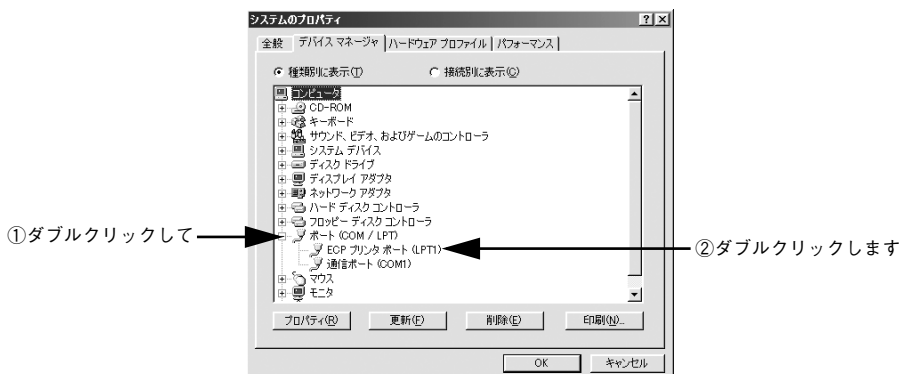 システムのプロパティ
全般 デバイス マネージャ ハードウェア プロファイル パフォーマンス
種類別に表示(T) 接続別に表示(C)
コンピュータ
CD-ROM
キーボード
サウンド、ビデオ、およびゲームのコントローラ
システム デバイス
ディスク ドライブ
ディスプレイ アダプタ
ネットワーク アダプタ
ハード ディスク コントローラ
フロッピー ディスク コントローラ
①ダブルクリックして ポート (COM / LPT)
ECP プリンタ ポート (LPT1) ②ダブルクリックします
通信ポート (COM1)
マウス
モニタ
プロパティ(R) 更新(F) 削除(E) 印刷(N)...
OK キャンセル